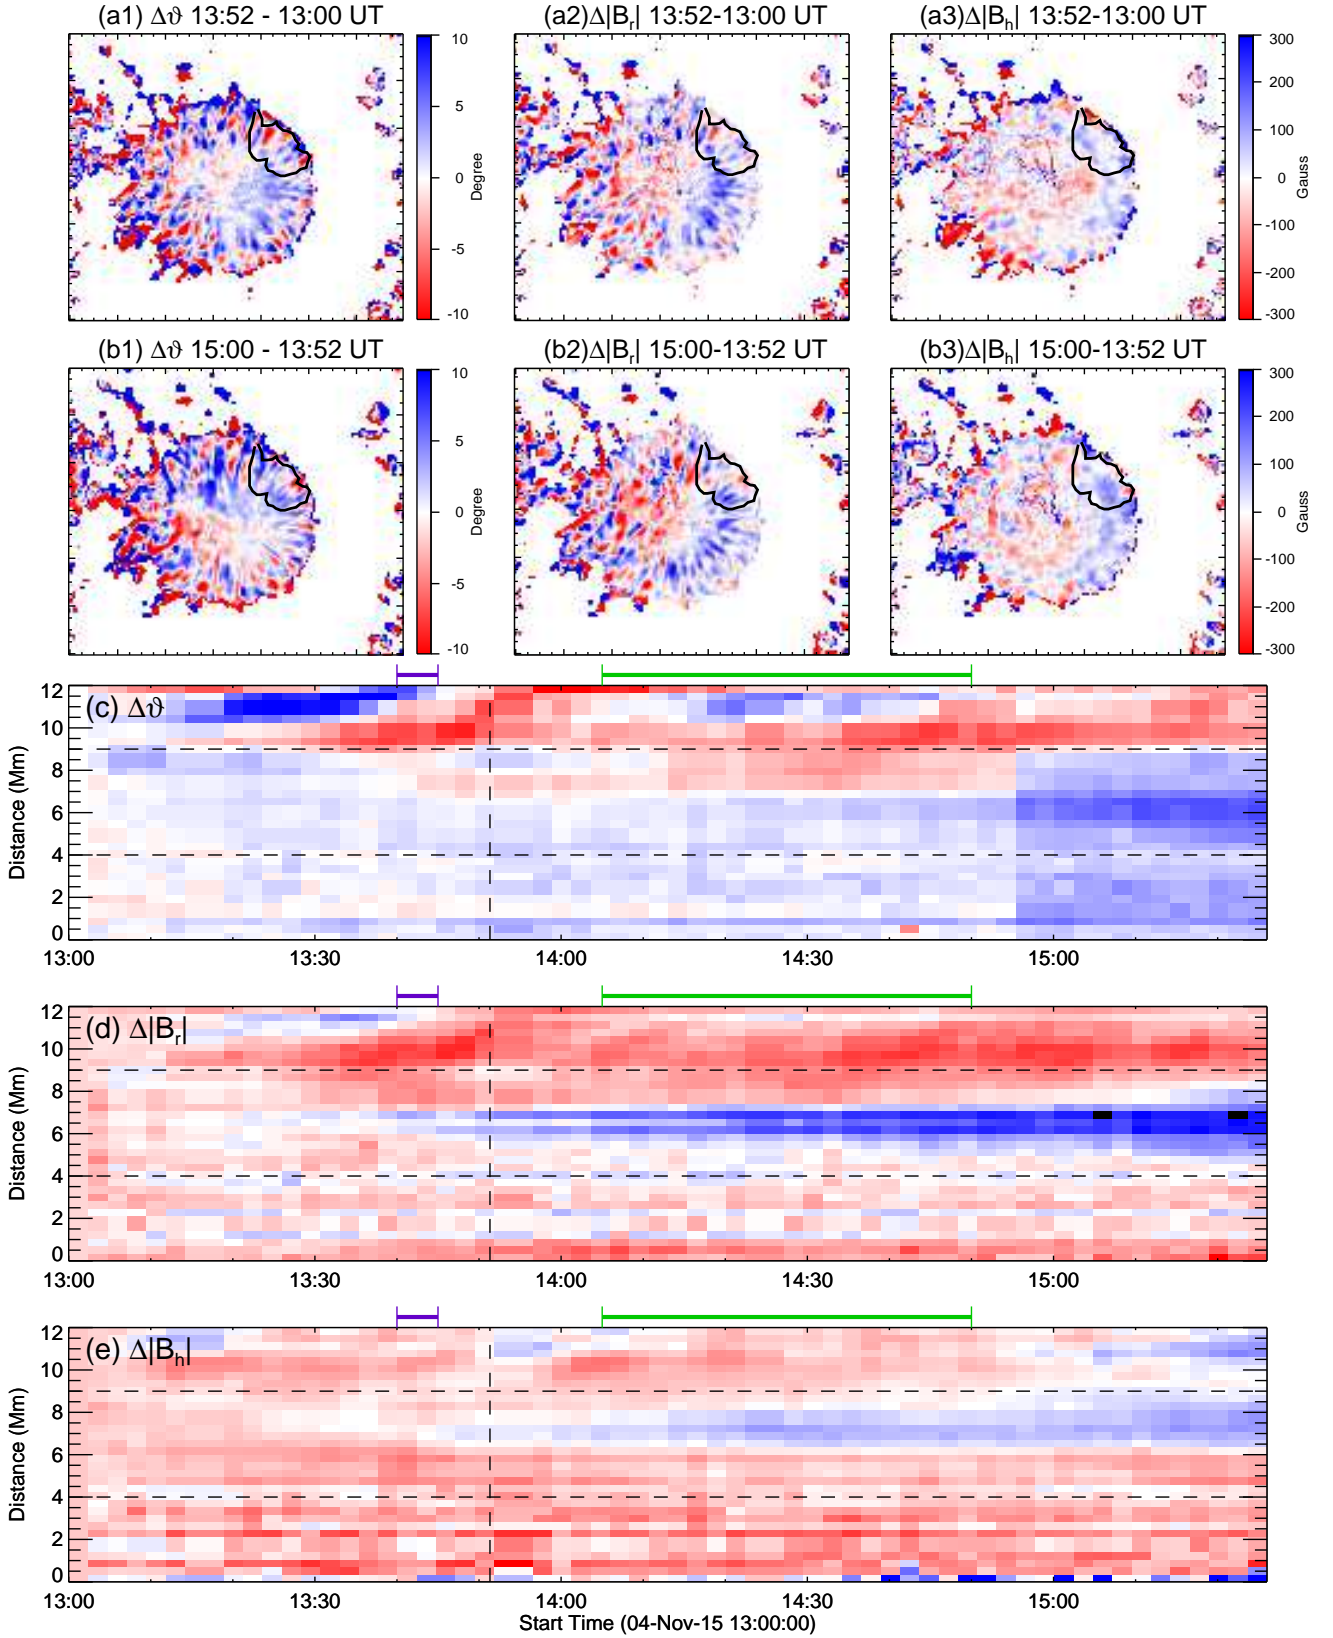 (a1) Δϑ 13:52 - 13:00 UT
(a2)Δ|Br| 13:52-13:00 UT
(a3)Δ|Bh| 13:52-13:00 UT
10
5
0
-5
-10
Degree
300
200
100
0
-100
-200
-300
Gauss
(b1) Δϑ 15:00 - 13:52 UT
(b2)Δ|Br| 15:00-13:52 UT
(b3)Δ|Bh| 15:00-13:52 UT
10
5
0
-5
-10
Degree
300
200
100
0
-100
-200
-300
Gauss
(c) Δϑ
12
10
8
6
4
2
0
Distance (Mm)
13:00 13:30 14:00 14:30 15:00
(d) Δ|Br|
12
10
8
6
4
2
0
Distance (Mm)
13:00 13:30 14:00 14:30 15:00
(e) Δ|Bh|
12
10
8
6
4
2
0
Distance (Mm)
13:00 13:30 14:00 14:30 15:00
Start Time (04-Nov-15 13:00:00)